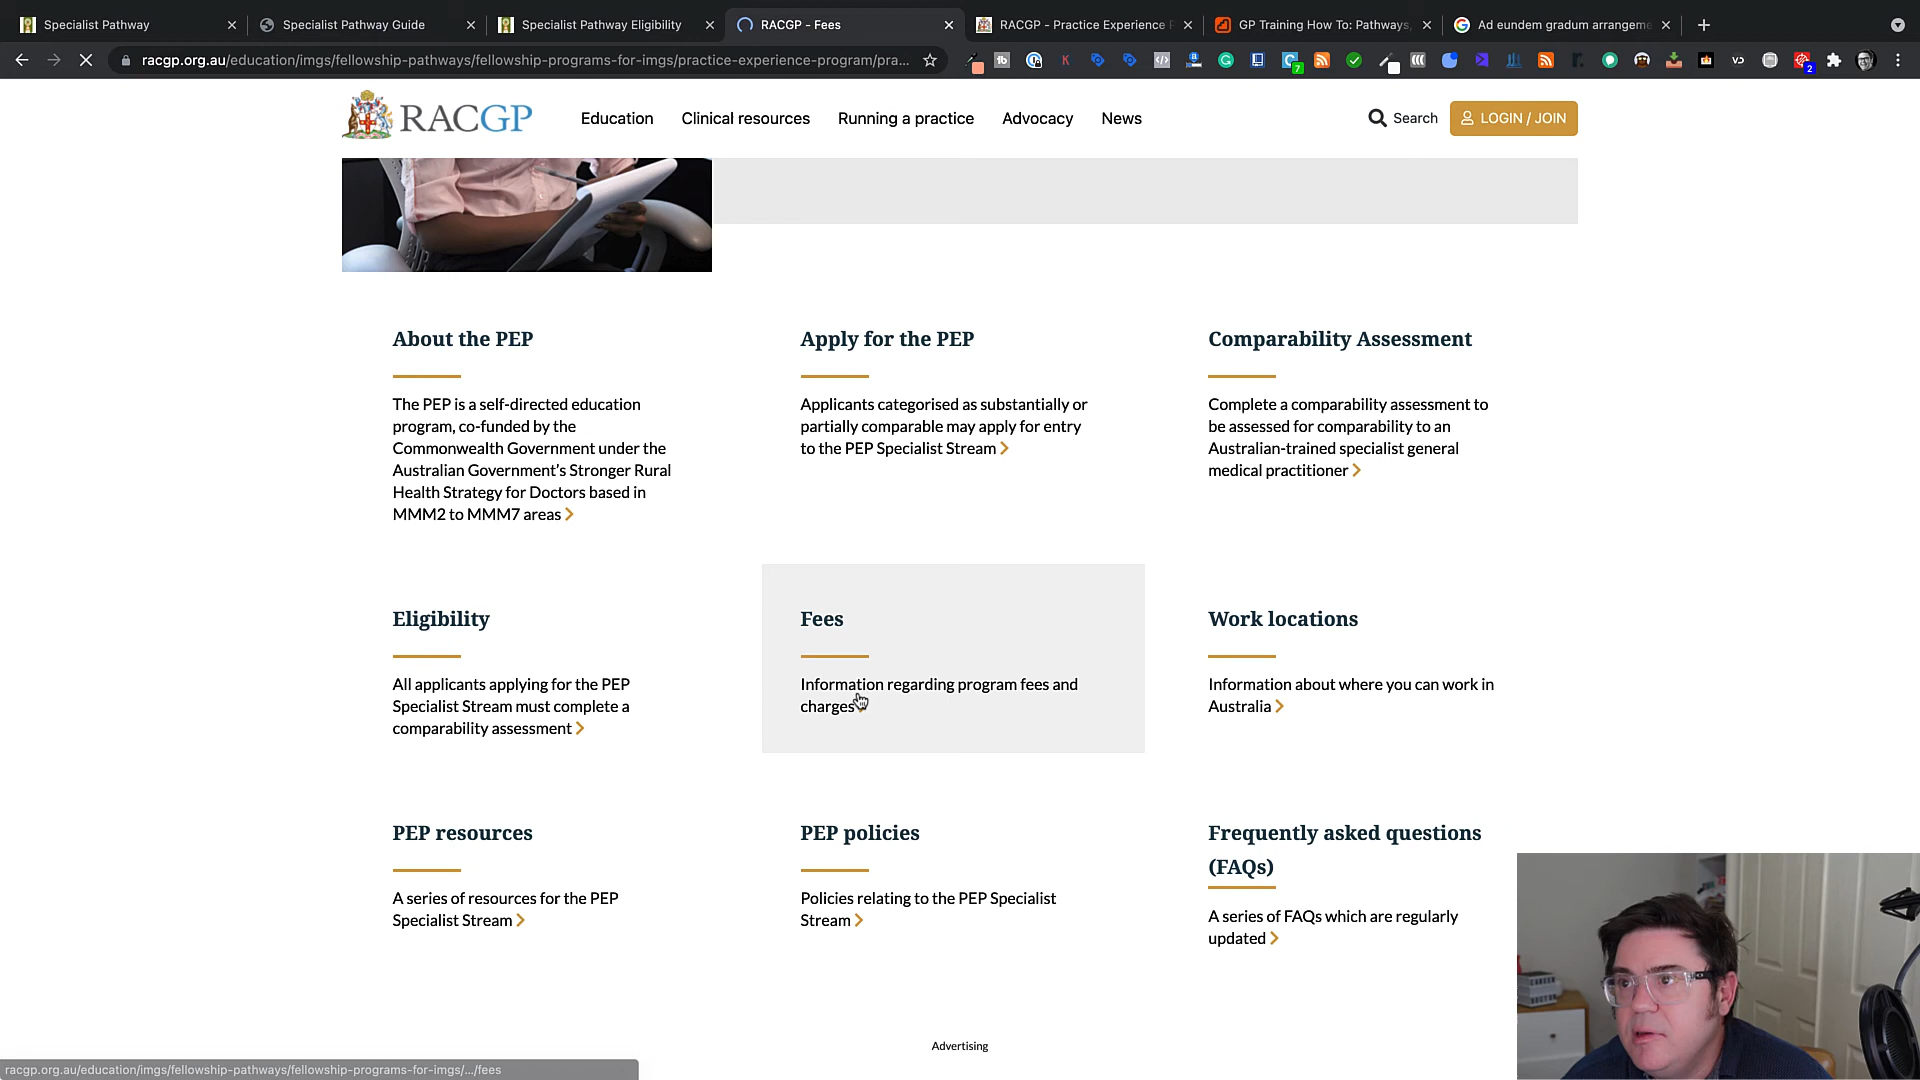 Specialist Pathway
Specialist Pathway Guide
Specialist Pathway Eligibility
RACGP - Fees
RACGP - Practice Experience P
GP Training How To: Pathways,
Ad eundem gradum arrangeme
racgp.org.au/education/imgs/fellowship-pathways/fellowship-programs-for-imgs/practice-experience-program/pra...
7
2
RACGP
Education
Clinical resources
Running a practice
Advocacy
News
Search
LOGIN / JOIN
About the PEP
The PEP is a self-directed education
program, co-funded by the
Commonwealth Government under the
Australian Government's Stronger Rural
Health Strategy for Doctors based in
MMM2 to MMM7 areas
Apply for the PEP
Applicants categorised as substantially or
partially comparable may apply for entry
to the PEP Specialist Stream
Comparability Assessment
Complete a comparability assessment to
be assessed for comparability to an
Australian-trained specialist general
medical practitioner
Eligibility
All applicants applying for the PEP
Specialist Stream must complete a
comparability assessment
Fees
Information regarding program fees and
charges
Work locations
Information about where you can work in
Australia
PEP resources
A series of resources for the PEP
Specialist Stream
PEP policies
Policies relating to the PEP Specialist
Stream
Frequently asked questions
(FAQs)
A series of FAQs which are regularly
updated
Advertising
racgp.org.au/education/imgs/fellowship-pathways/fellowship-programs-for-imgs/.../fees